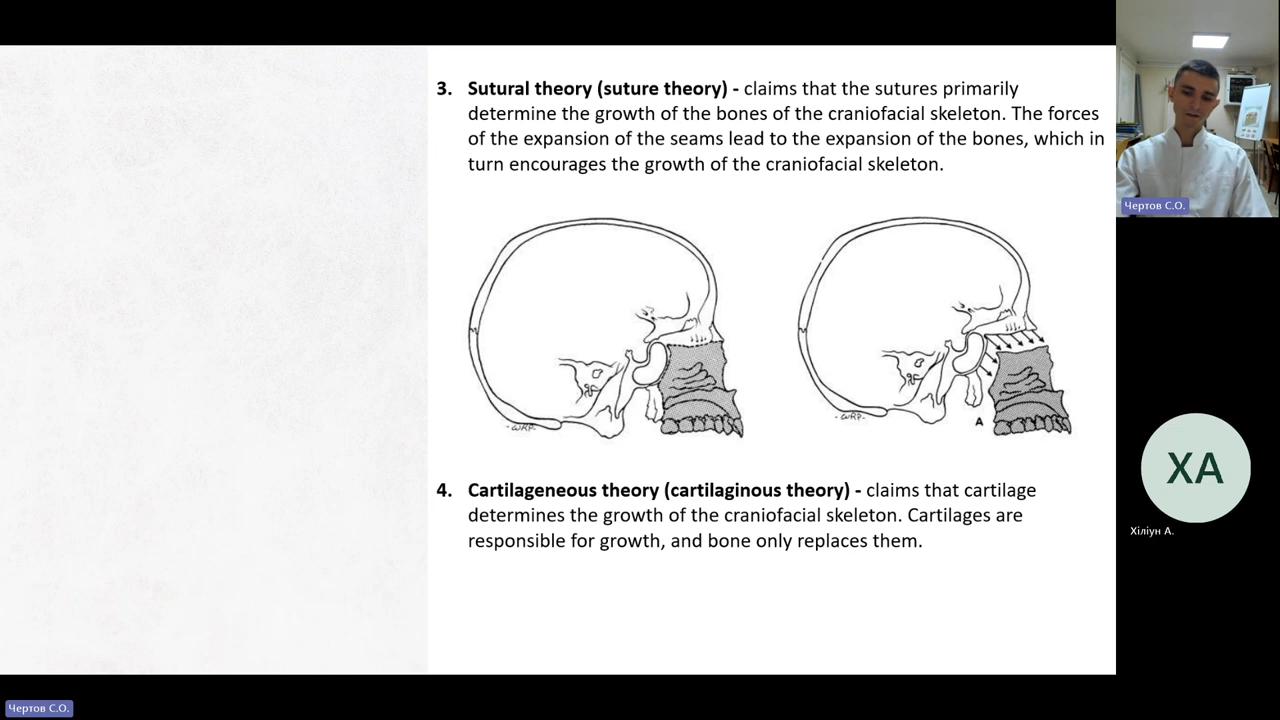 3. Sutural theory (suture theory) - claims that the sutures primarily
determine the growth of the bones of the craniofacial skeleton. The forces
of the expansion of the seams lead to the expansion of the bones, which in
turn encourages the growth of the craniofacial skeleton.
-WRP-
-WRP-
A
4. Cartilageneous theory (cartilaginous theory) - claims that cartilage
determines the growth of the craniofacial skeleton. Cartilages are
responsible for growth, and bone only replaces them.
Чертов С.О.
ХА
Хіліун А.
Чертов С.О.